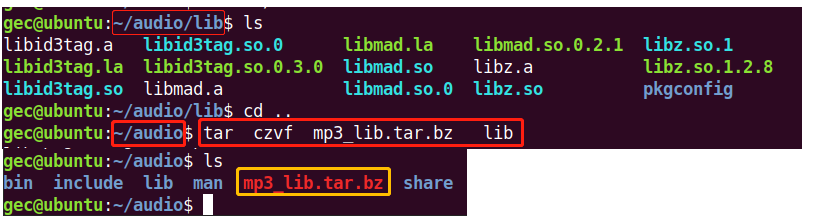 gec@ubuntu:~/audio/lib$ ls
libid3tag.a libid3tag.so.0 libmad.la libmad.so.0.2.1 libz.so.1
libid3tag.la libid3tag.so.0.3.0 libmad.so libz.a libz.so.1.2.8
libid3tag.so libmad.a libmad.so.0 libz.so pkgconfig
gec@ubuntu:~/audio/lib$ cd ..
gec@ubuntu:~/audio$ tar czvf mp3_lib.tar.bz lib
gec@ubuntu:~/audio$ ls
bin include lib man mp3_lib.tar.bz share
gec@ubuntu:~/audio$